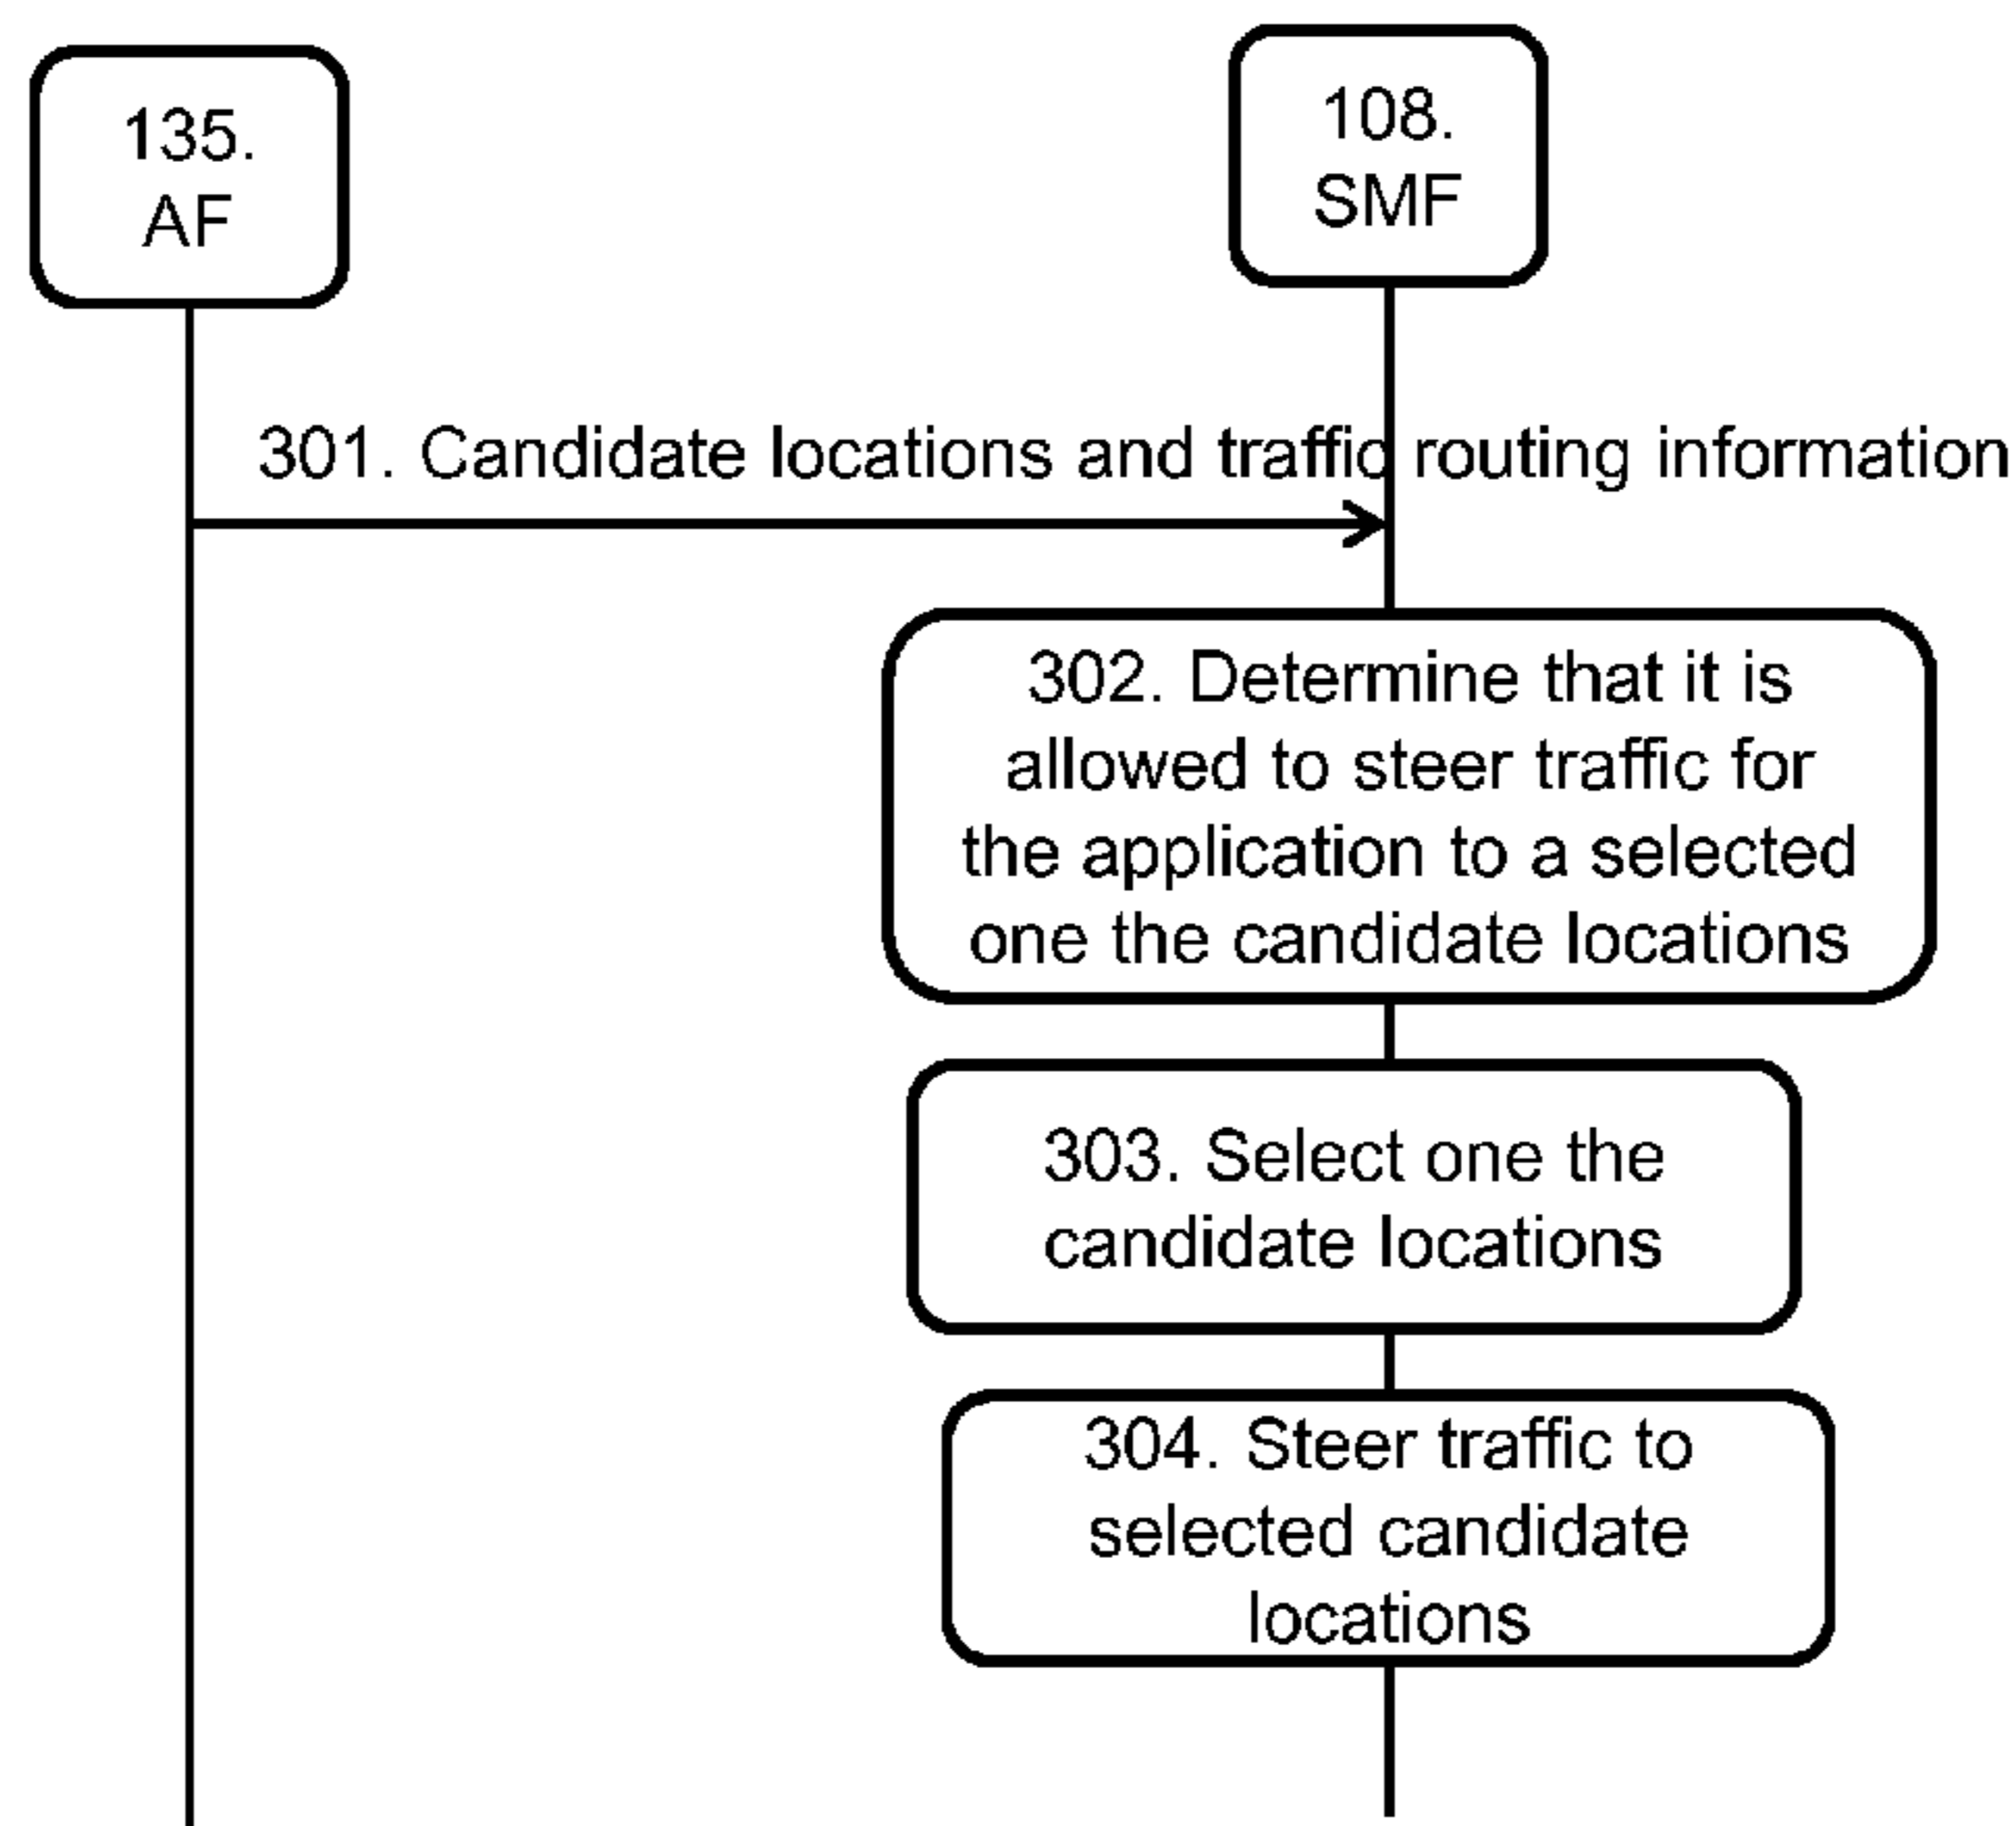 135.
AF
108.
SMF
301. Candidate locations and traffic routing information
302. Determine that it is
allowed to steer traffic for
the application to a selected
one the candidate locations
303. Select one the
candidate locations
304. Steer traffic to
selected candidate
locations